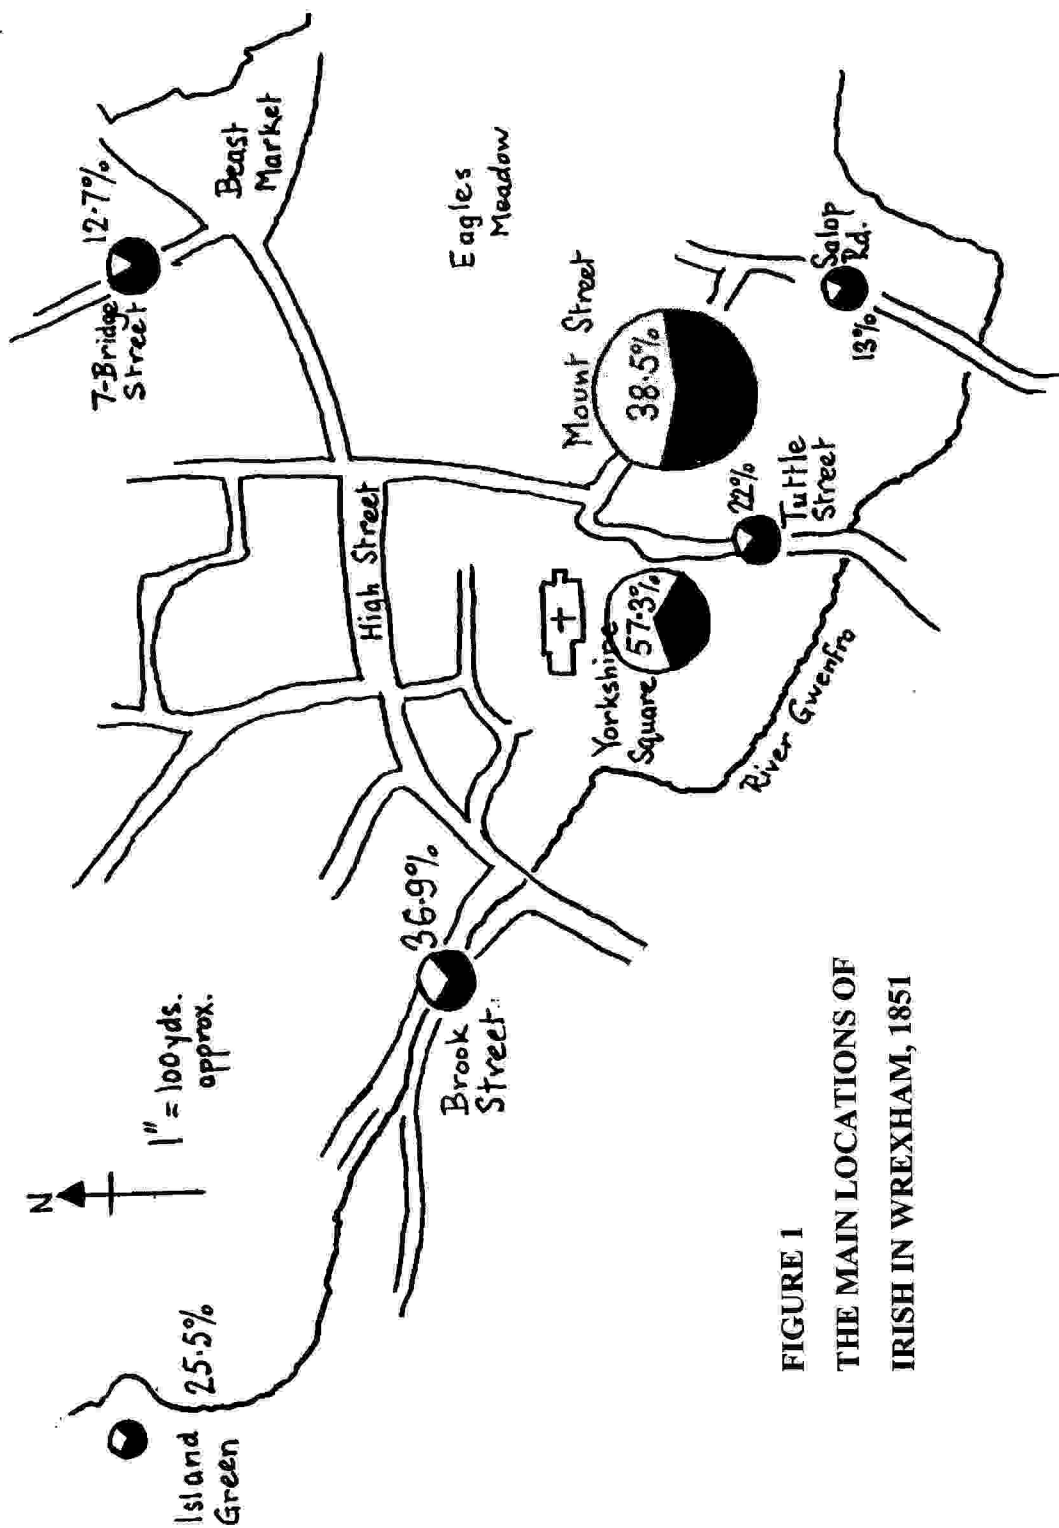 N
1" = 100yds.
approx.
Island
Green
25.5%
Brook
Street.
36.9%
High Street
7-Bridge
Street
12.7%
Beast
Market
Eagles
Meadow
Mount Street
38.5%
Yorkshire
Square
57.3%
22%
Tuttle
Street
Salop
Rd.
13%
River Gwenfro
FIGURE 1
THE MAIN LOCATIONS OF
IRISH IN WREXHAM, 1851